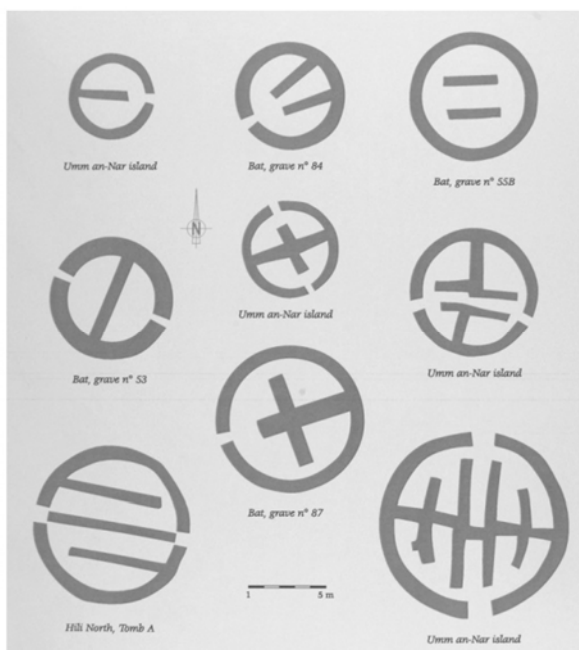 Umm an-Nar island
Bat, grave n° 84
Bat, grave n° 55B
N
Umm an-Nar island
Bat, grave n° 53
Umm an-Nar island
Bat, grave n° 87
1 5 m
Hili North, Tomb A
Umm an-Nar island